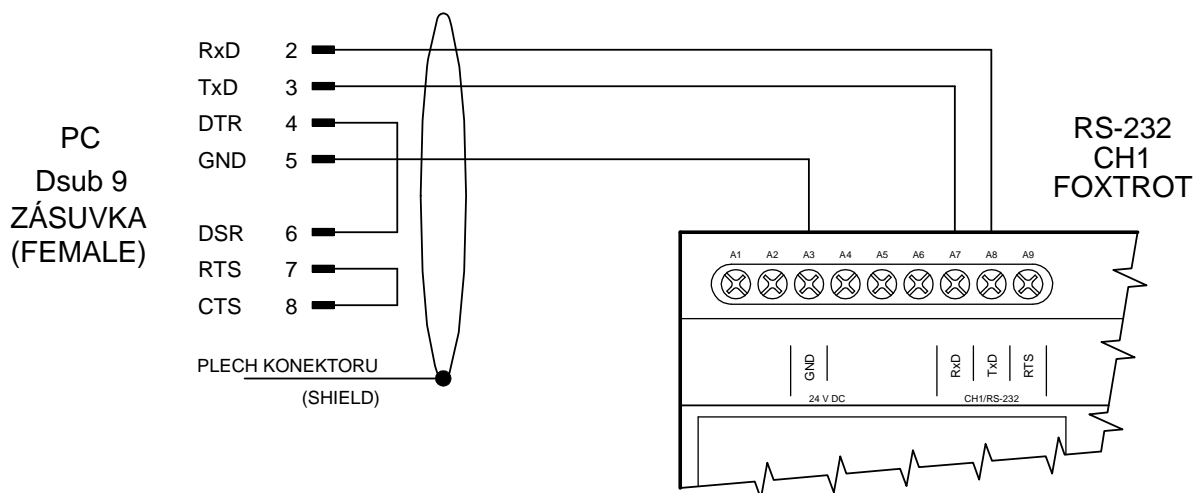 PC
Dsub 9
ZÁSUVKA
(FEMALE)
RxD 2
TxD 3
DTR 4
GND 5
DSR 6
RTS 7
CTS 8
PLECH KONEKTORU
(SHIELD)
RS-232
CH1
FOXTROT
A1 A2 A3 A4 A5 A6 A7 A8 A9
GND RxD TxD RTS
24 V DC CH1/RS-232